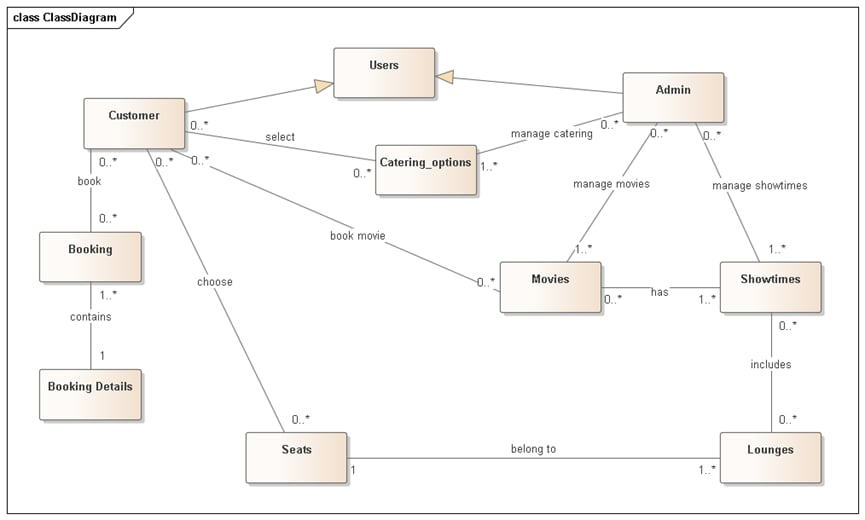 class ClassDiagram
Users
Admin
Customer
0..*
select
0..*
Catering_options
1..*
manage catering
0..*
0..*
0..*
0..*
0..*
0..*
book
manage movies
manage showtimes
0..*
book movie
1..*
1..*
Booking
choose
0..*
Movies
0..*
has
1..*
Showtimes
1..*
contains
0..*
1
includes
Booking Details
0..*
0..*
Seats
1
belong to
1..*
Lounges